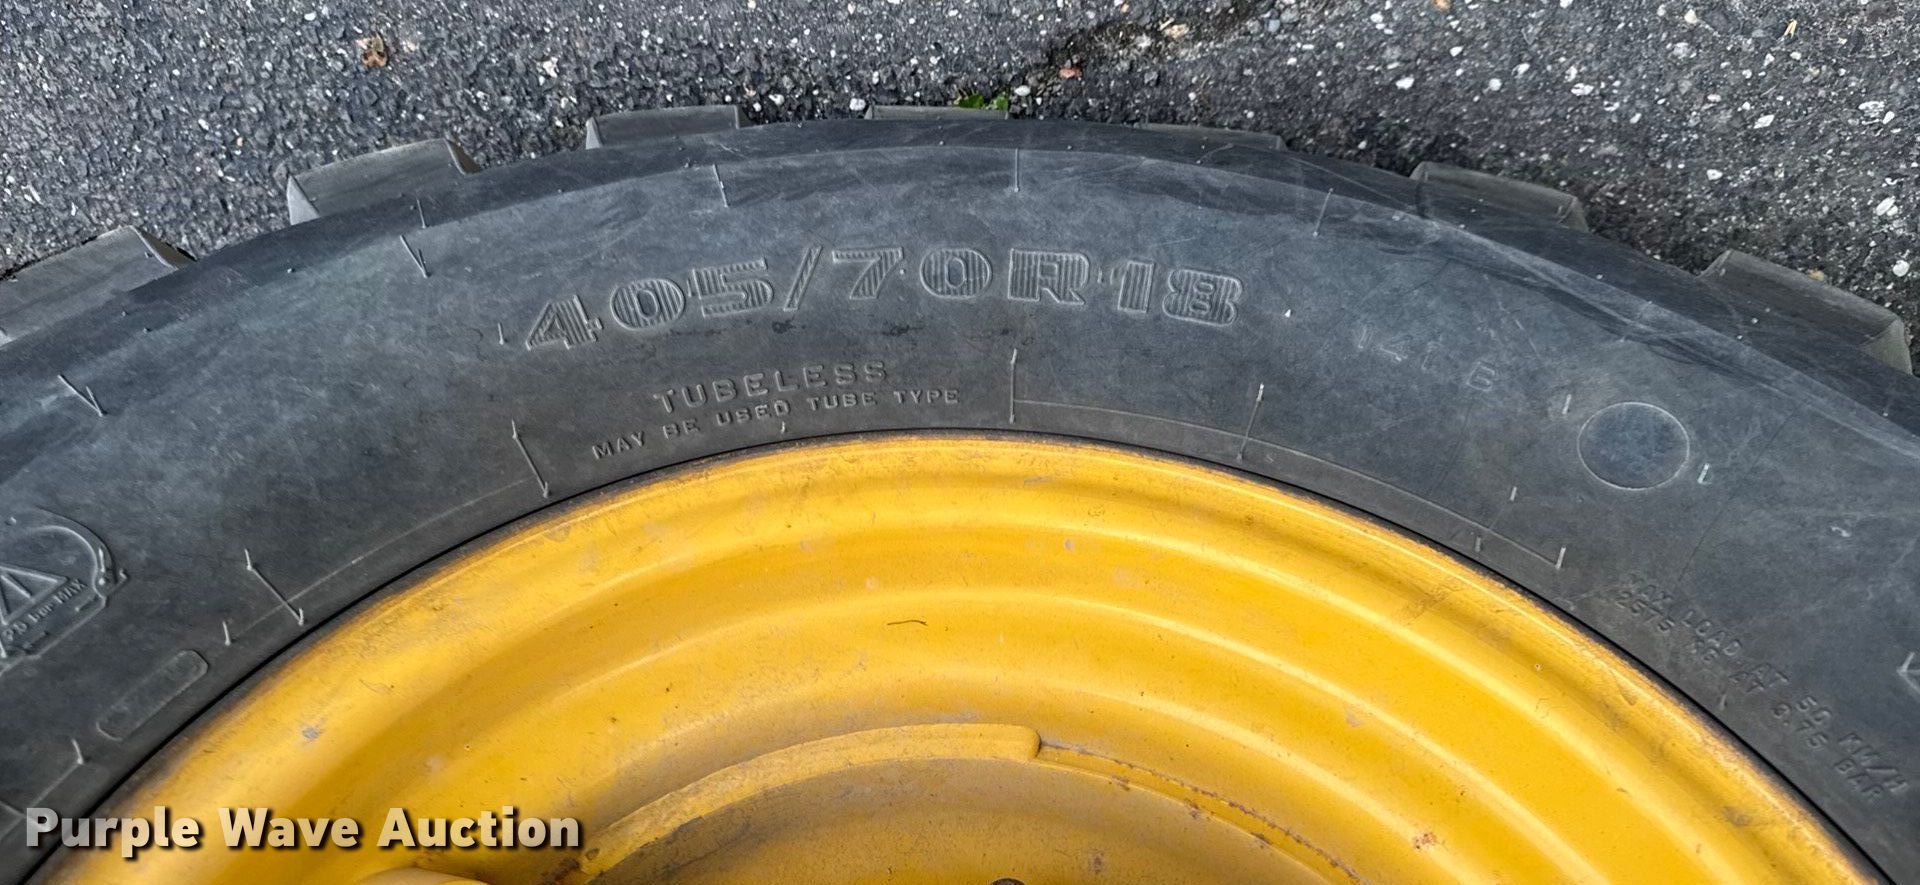 405/70R18
141 B
TUBELESS
MAY BE USED TUBE TYPE
MAX LOAD AT 50 KM/H
2575 KG AT 3.75 BAR
Purple Wave Auction